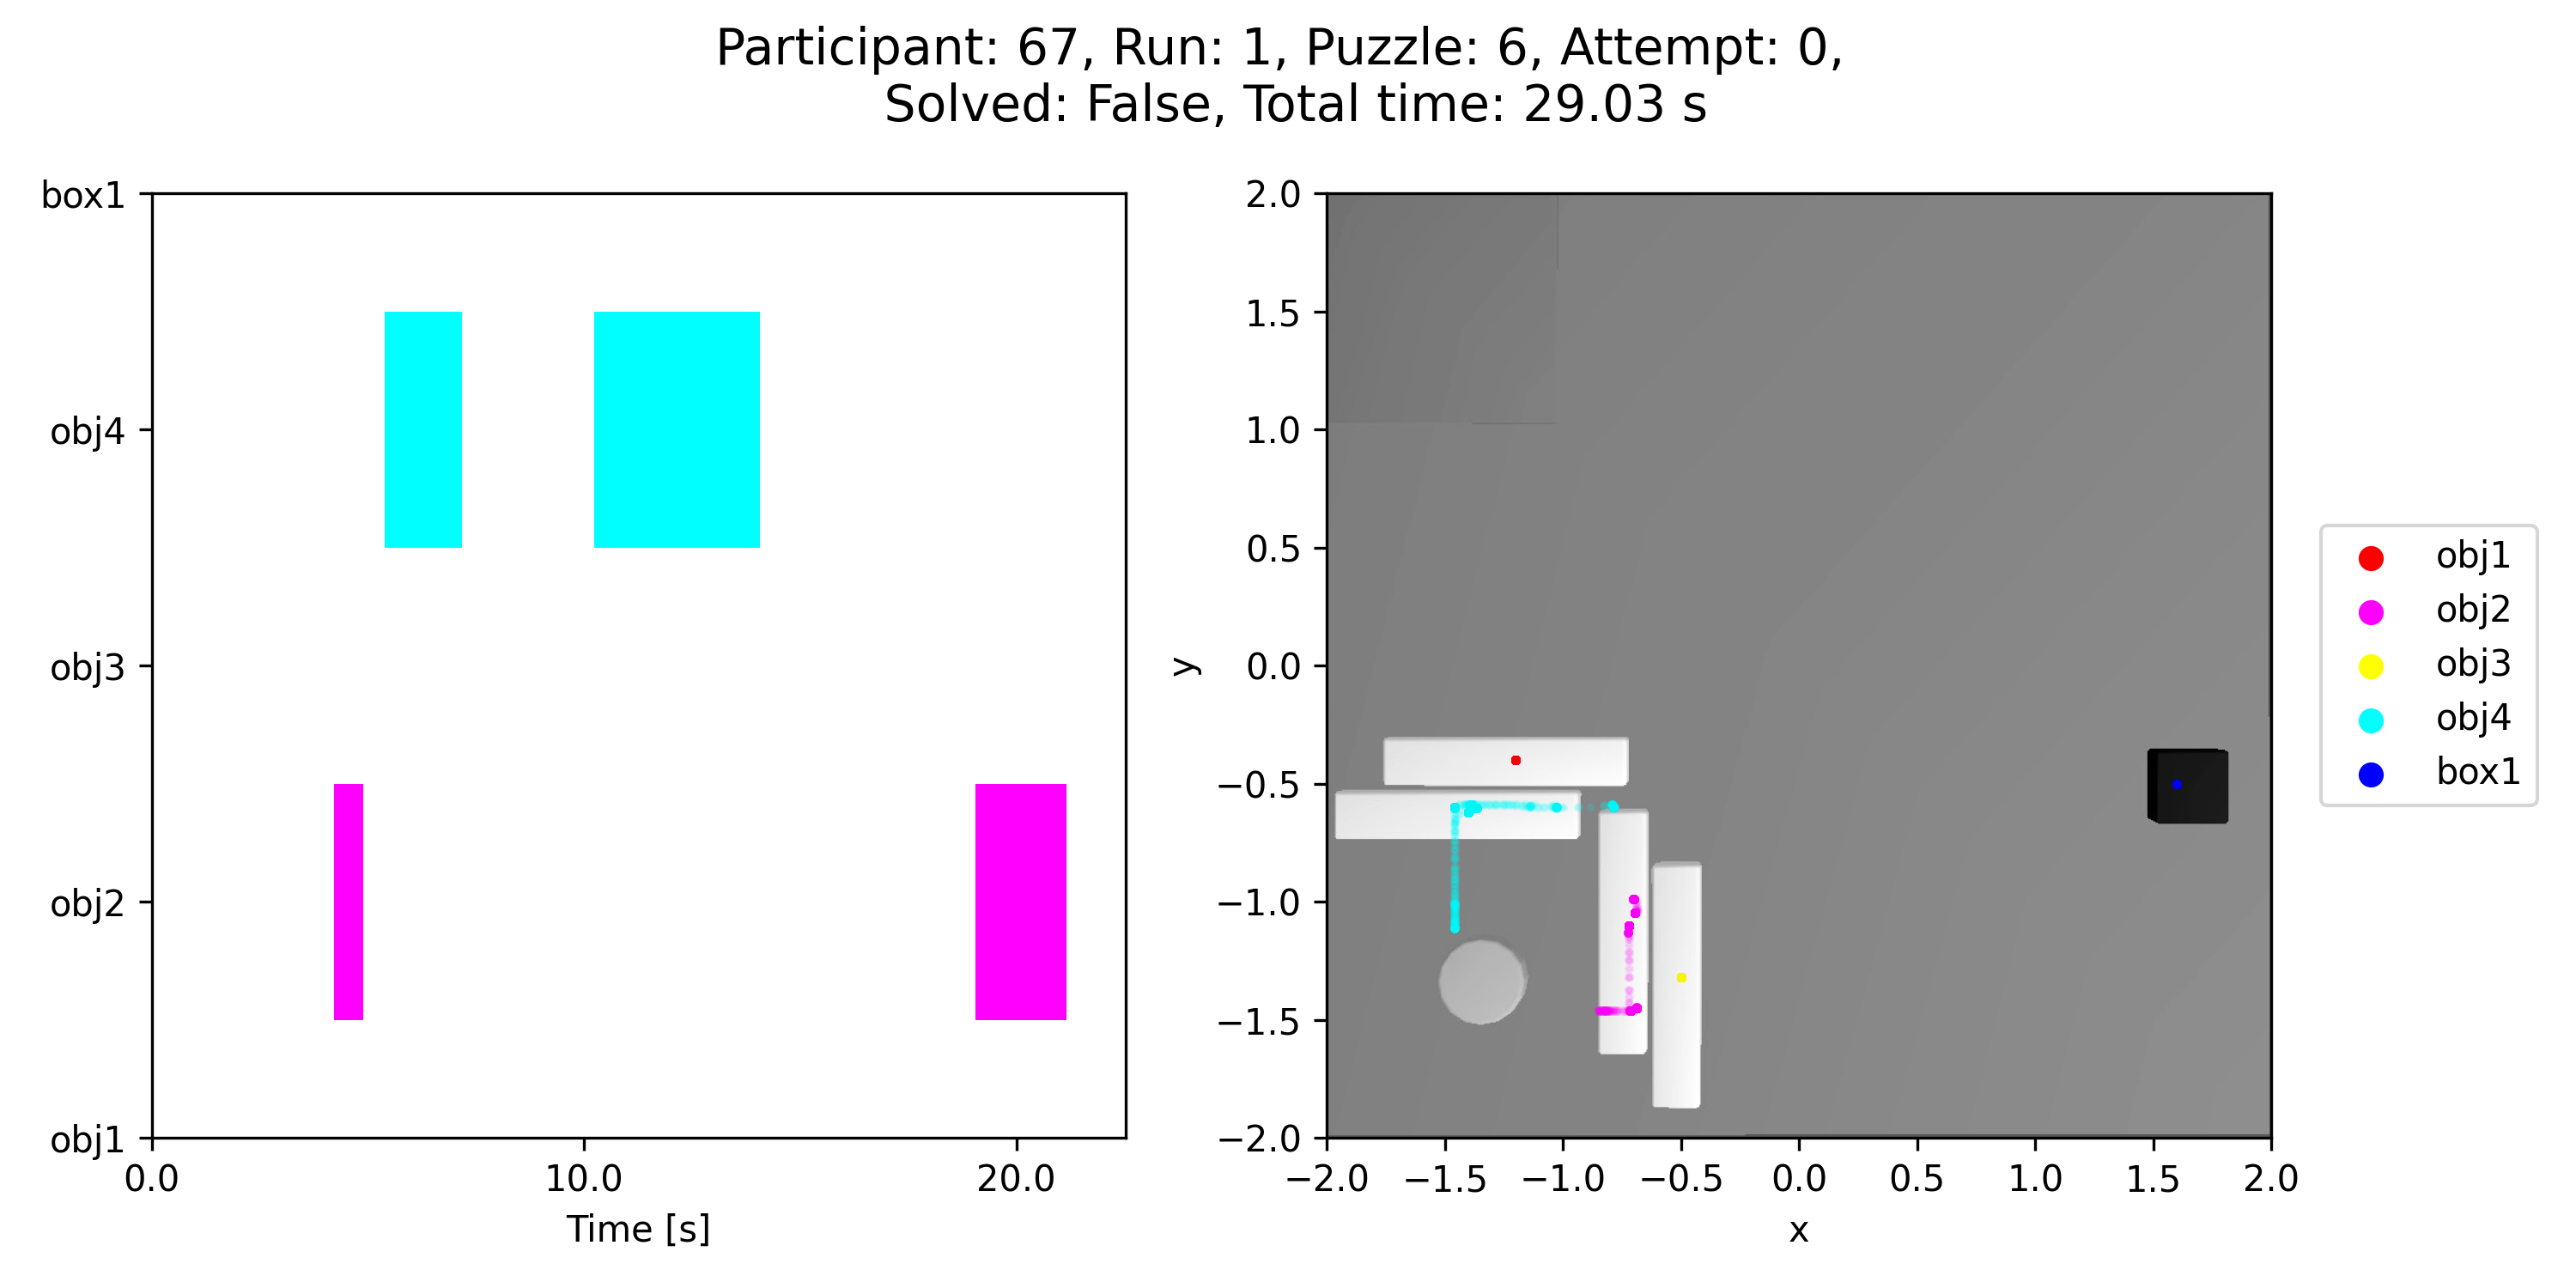 Participant: 67, Run: 1, Puzzle: 6, Attempt: 0,
Solved: False, Total time: 29.03 s
box1
obj4
obj3
obj2
obj1
0.0 10.0 20.0
Time [s]
2.0
1.5
1.0
0.5
0.0
−0.5
−1.0
−1.5
−2.0
y
−2.0 −1.5 −1.0 −0.5 0.0 0.5 1.0 1.5 2.0
x
obj1
obj2
obj3
obj4
box1